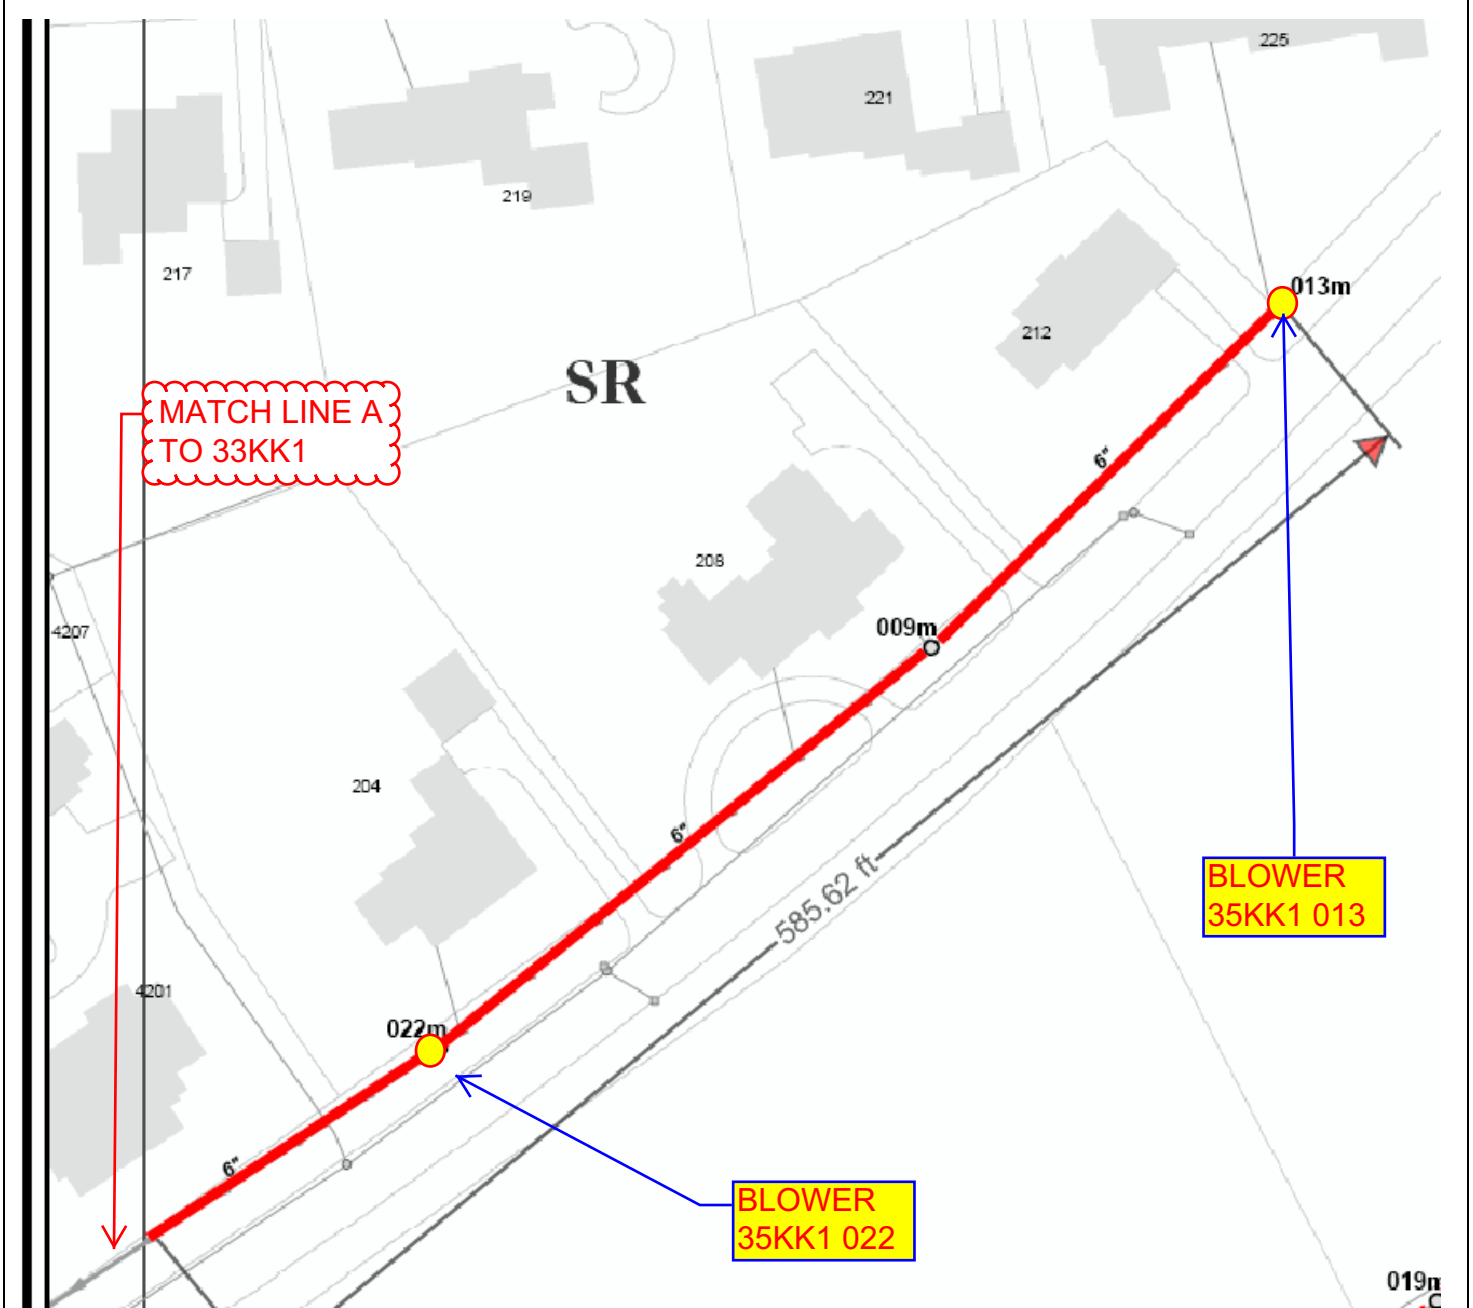 225
221
219
217
013m
212
SR
MATCH LINE A
TO 33KK1
6"
208
009m
4207
204
6"
585.62 ft
BLOWER
35KK1 013
4201
022m
6"
BLOWER
35KK1 022